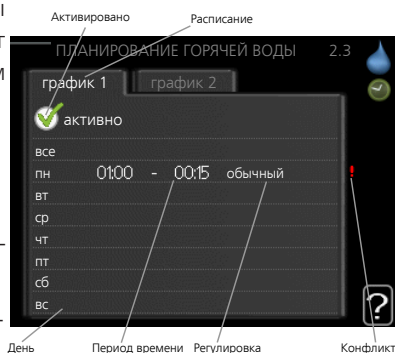 Активировано
Расписание
ПЛАНИРОВАНИЕ ГОРЯЧЕЙ ВОДЫ 2.3
график 1 график 2
активно
все
пн 01:00 - 00:15 обычный !
вт
ср
чт
пт
сб
вс
?
День Период времени Регулировка Конфликт